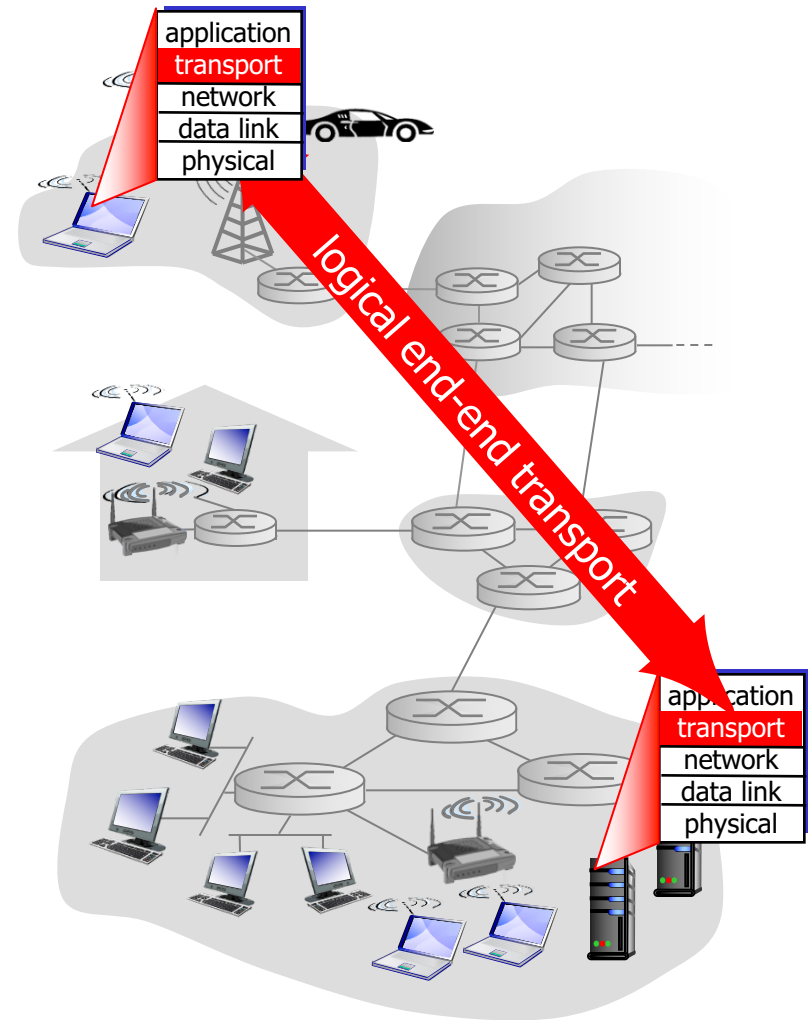 application
transport
network
data link
physical
logical end-end transport
application
transport
network
data link
physical